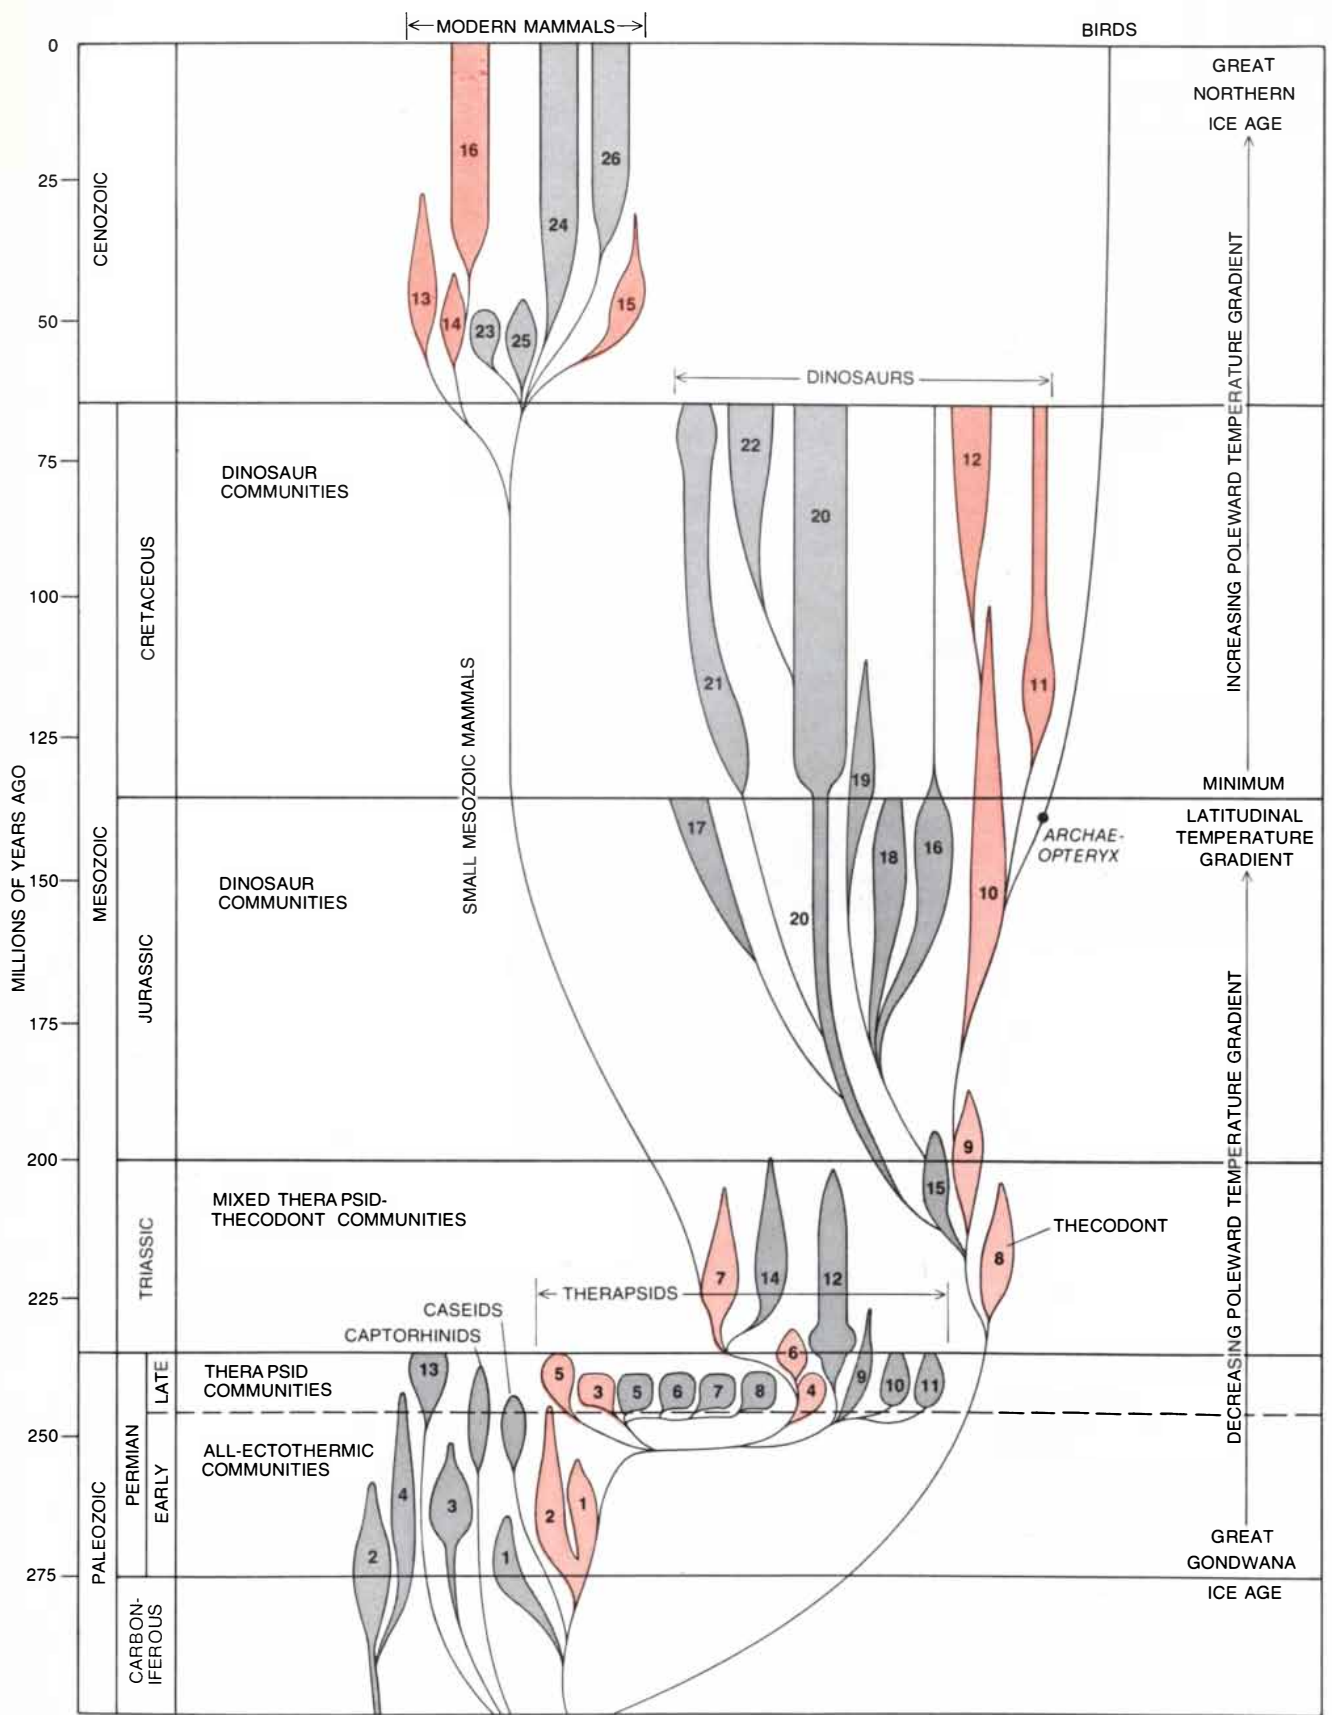 MODERN MAMMALS
BIRDS
0
GREAT
NORTHERN
ICE AGE
16
26
25
CENOZOIC
24
13
14
23
25
15
50
DINOSAURS
INCREASING POLEWARD TEMPERATURE GRADIENT
22
12
75
DINOSAUR
COMMUNITIES
20
CRETACEOUS
100
21
11
SMALL MESOZOIC MAMMALS
125
19
MINIMUM
LATITUDINAL
TEMPERATURE
GRADIENT
17
ARCHAE-
OPTERYX
18
16
MILLIONS OF YEARS AGO
MESOZOIC
DINOSAUR
COMMUNITIES
150
10
20
JURASSIC
175
DECREASING POLEWARD TEMPERATURE GRADIENT
9
200
15
MIXED THERAPSID-
THECODONT COMMUNITIES
THECODONT
TRIASSIC
8
7
14
12
THERAPSIDS
225
CASEIDS
CAPTORHINIDS
6
LATE
THERAPSID
COMMUNITIES
13
5
3
5
6
7
8
4
9
10
11
250
PERMIAN
EARLY
ALL-ECTOTHERMIC
COMMUNITIES
4
3
2
1
PALEOZOIC
GREAT
GONDWANA
ICE AGE
2
1
275
CARBON-
IFEROUS